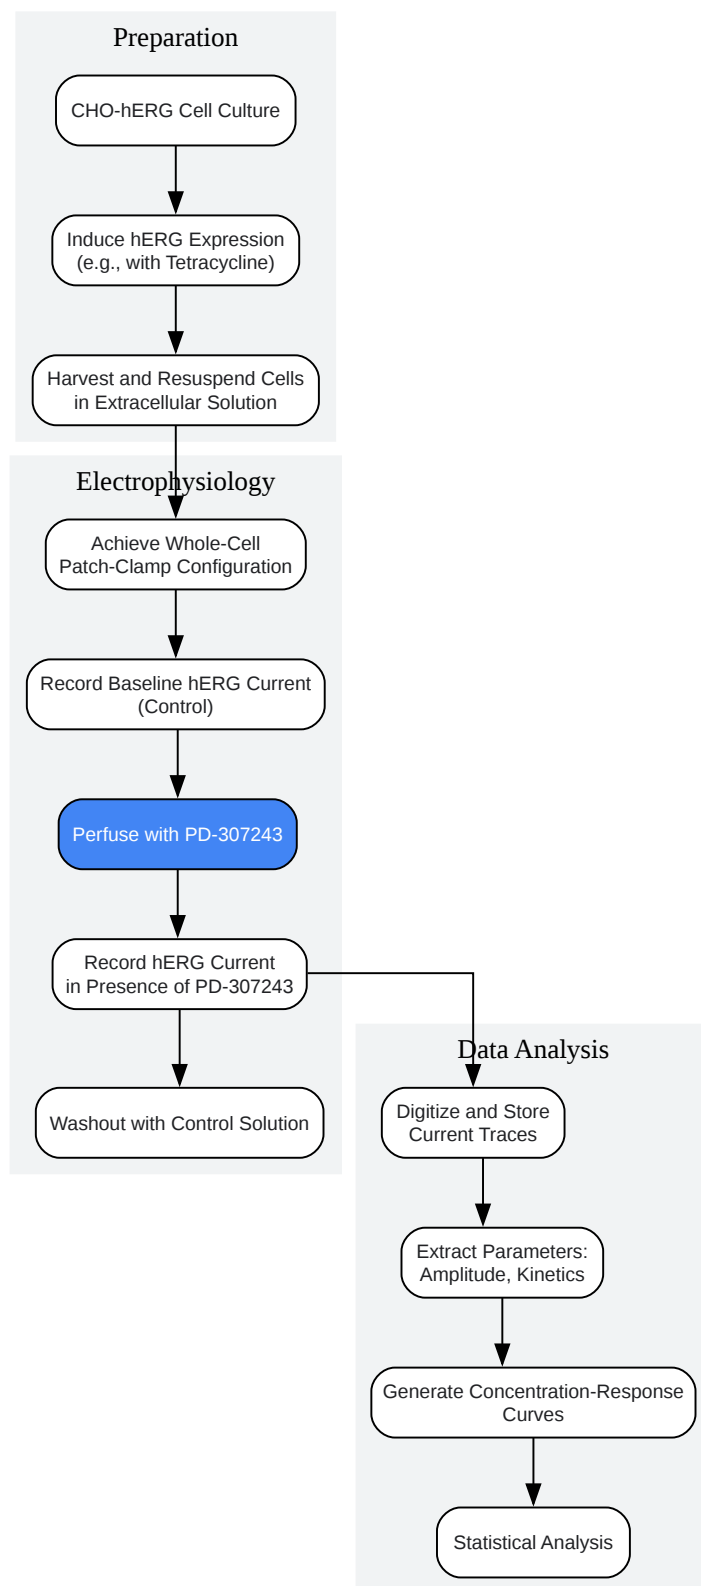 Preparation
CHO-hERG Cell Culture
Induce hERG Expression
(e.g., with Tetracycline)
Harvest and Resuspend Cells
in Extracellular Solution
Electrophysiology
Achieve Whole-Cell
Patch-Clamp Configuration
Record Baseline hERG Current
(Control)
Perfuse with PD-307243
Record hERG Current
in Presence of PD-307243
Washout with Control Solution
Data Analysis
Digitize and Store
Current Traces
Extract Parameters:
Amplitude, Kinetics
Generate Concentration-Response
Curves
Statistical Analysis